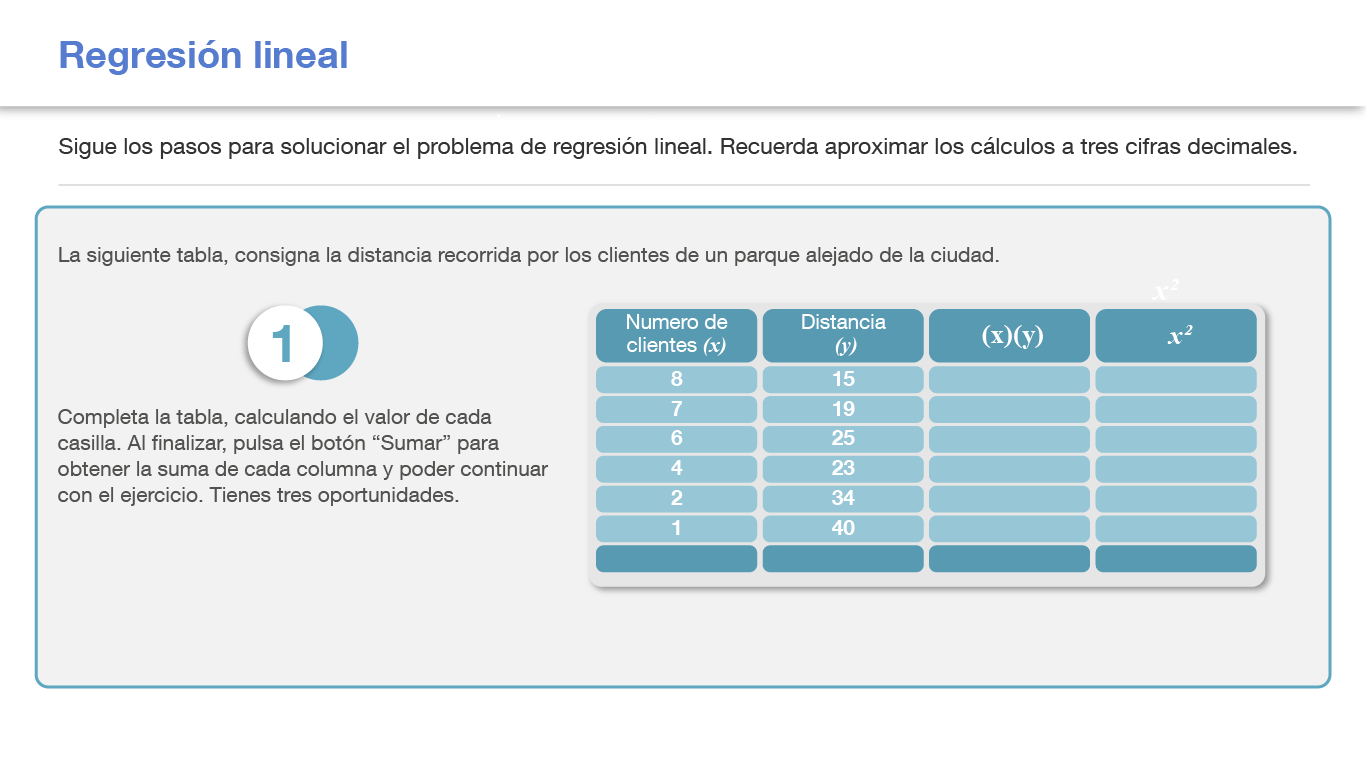 Regresión lineal
Sigue los pasos para solucionar el problema de regresión lineal. Recuerda aproximar los cálculos a tres cifras decimales.
La siguiente tabla, consigna la distancia recorrida por los clientes de un parque alejado de la ciudad.
x²
1
Completa la tabla, calculando el valor de cada
casilla. Al finalizar, pulsa el botón “Sumar” para
obtener la suma de cada columna y poder continuar
con el ejercicio. Tienes tres oportunidades.
Numero de
clientes (x)
Distancia
(y)
(x)(y)
x²
8 15
7 19
6 25
4 23
2 34
1 40